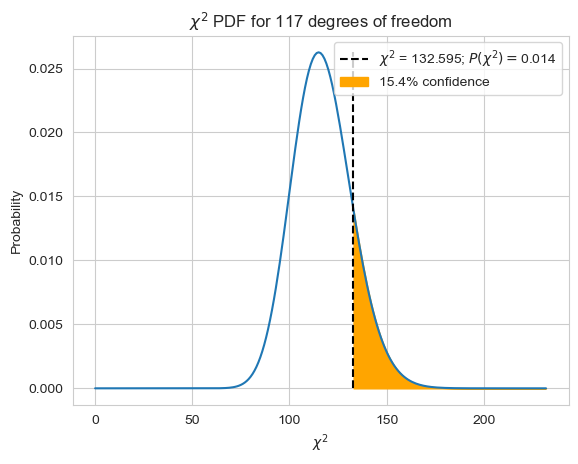 χ² PDF for 117 degrees of freedom
χ² = 132.595; P(χ²) = 0.014
15.4% confidence
Probability
0.025
0.020
0.015
0.010
0.005
0.000
0
50
100
150
200
χ²